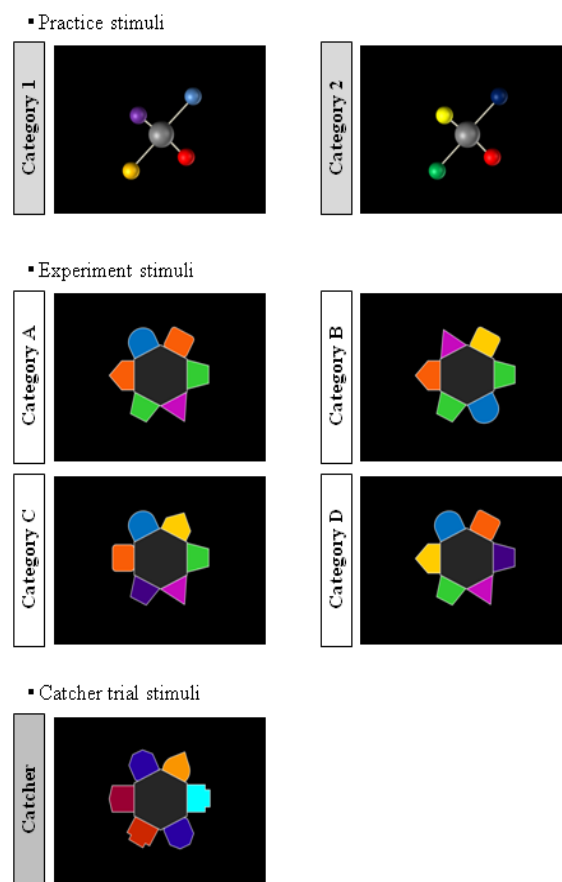 ▪ Practice stimuli
Category 1
Category 2
▪ Experiment stimuli
Category A
Category B
Category C
Category D
▪ Catcher trial stimuli
Catcher